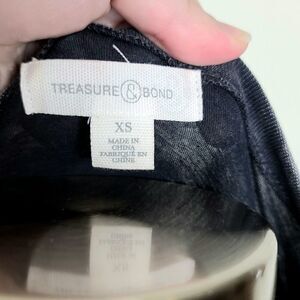 TREASURE & BOND
XS
MADE IN
CHINA
FABRIQUÉ EN
CHINE